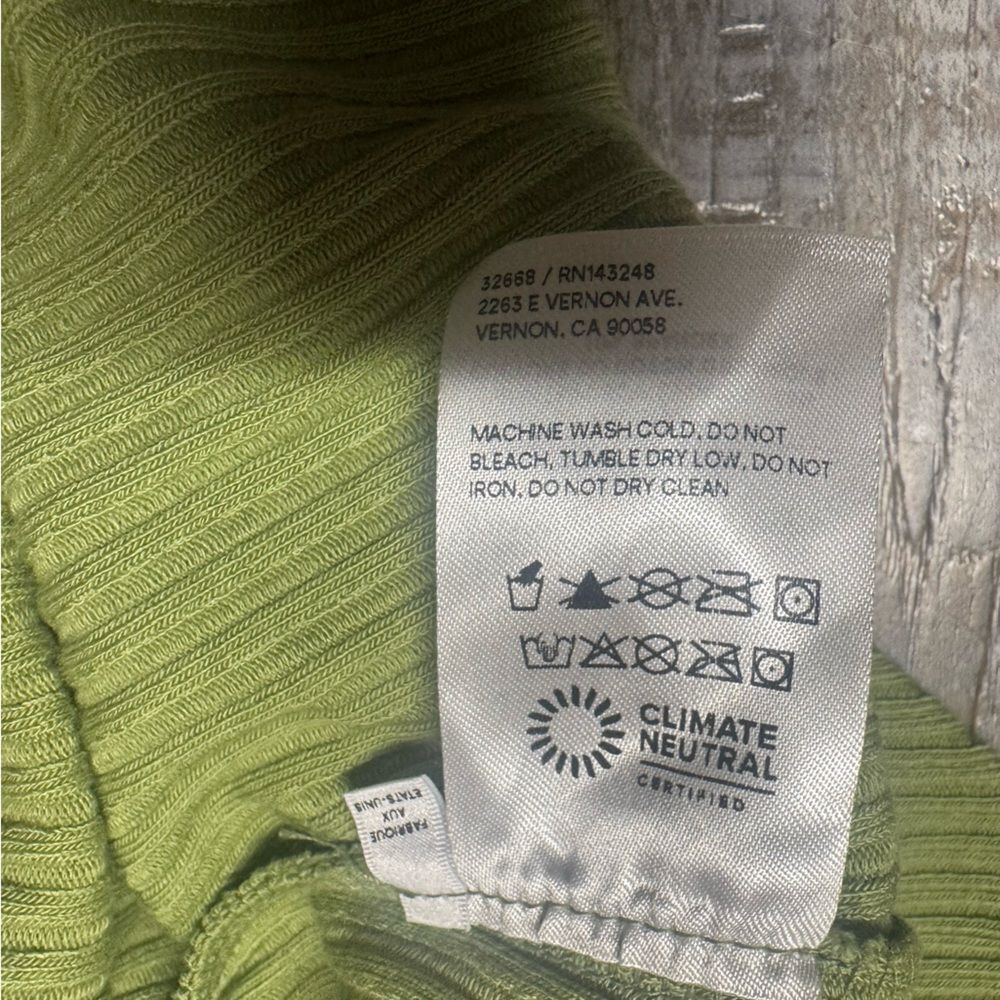 32668 / RN143248
2263 E VERNON AVE.
VERNON, CA 90058
MACHINE WASH COLD, DO NOT
BLEACH, TUMBLE DRY LOW, DO NOT
IRON, DO NOT DRY CLEAN
CLIMATE
NEUTRAL
CERTIFIED
FABRIQUE
AUX
ETATS-UNIS